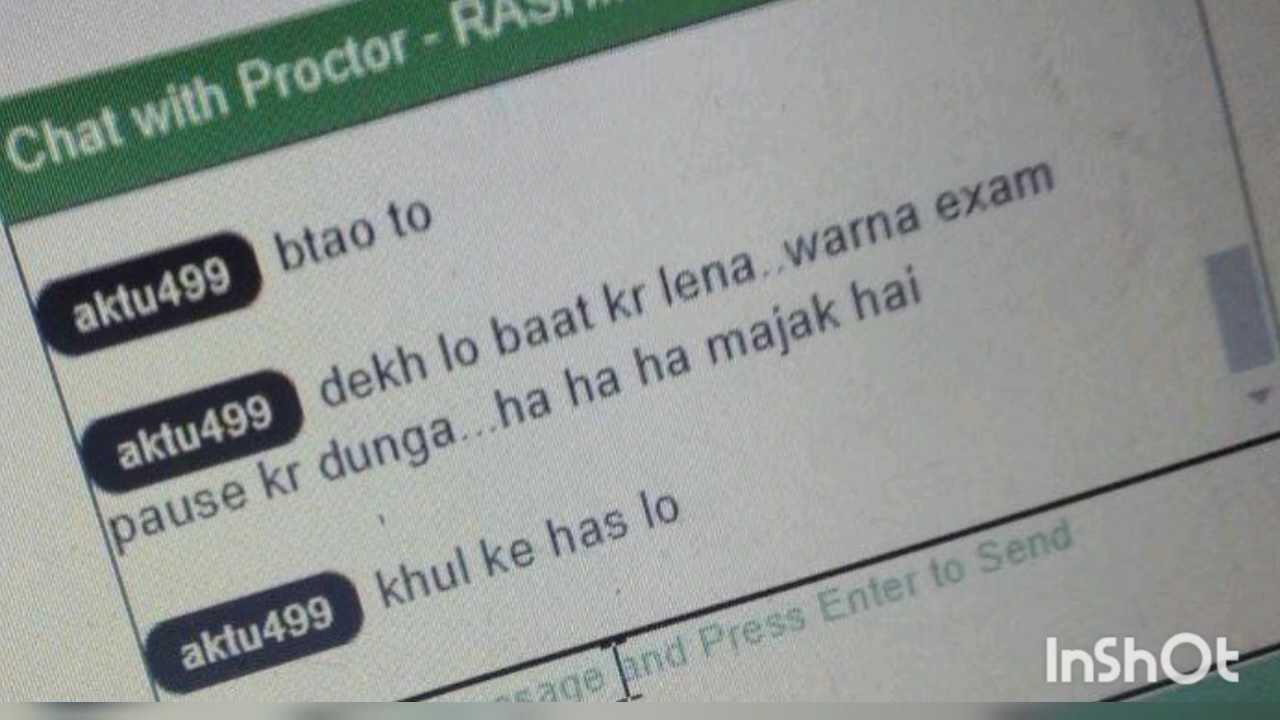 Chat with Proctor - RASHM
aktu499 btao to
aktu499 dekh lo baat kr lena..warna exam
pause kr dunga...ha ha ha majak hai
aktu499 khul ke has lo
and Press Enter to Send
InShOt